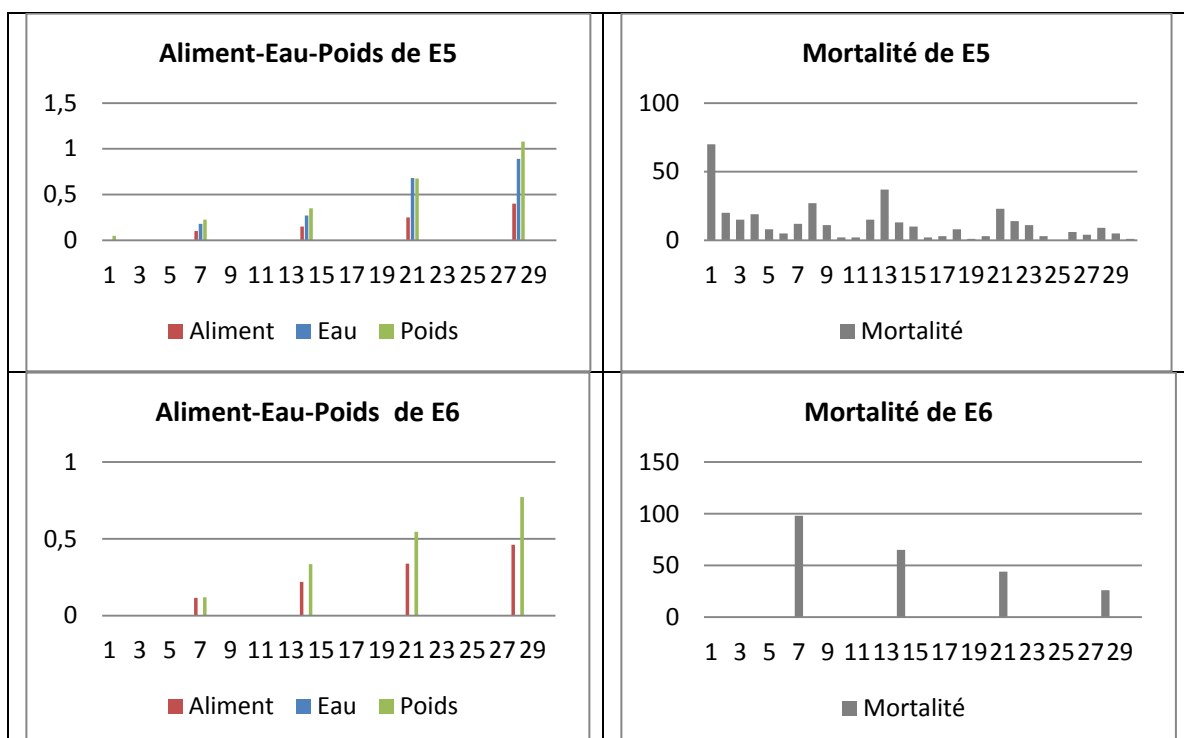 Aliment-Eau-Poids de E5
1,5
1
0,5
0
1 3 5 7 9 11 13 15 17 19 21 23 25 27 29
Aliment Eau Poids
Mortalité de E5
100
50
0
1 3 5 7 9 11 13 15 17 19 21 23 25 27 29
Mortalité
Aliment-Eau-Poids de E6
1
0,5
0
1 3 5 7 9 11 13 15 17 19 21 23 25 27 29
Aliment Eau Poids
Mortalité de E6
150
100
50
0
1 3 5 7 9 11 13 15 17 19 21 23 25 27 29
Mortalité